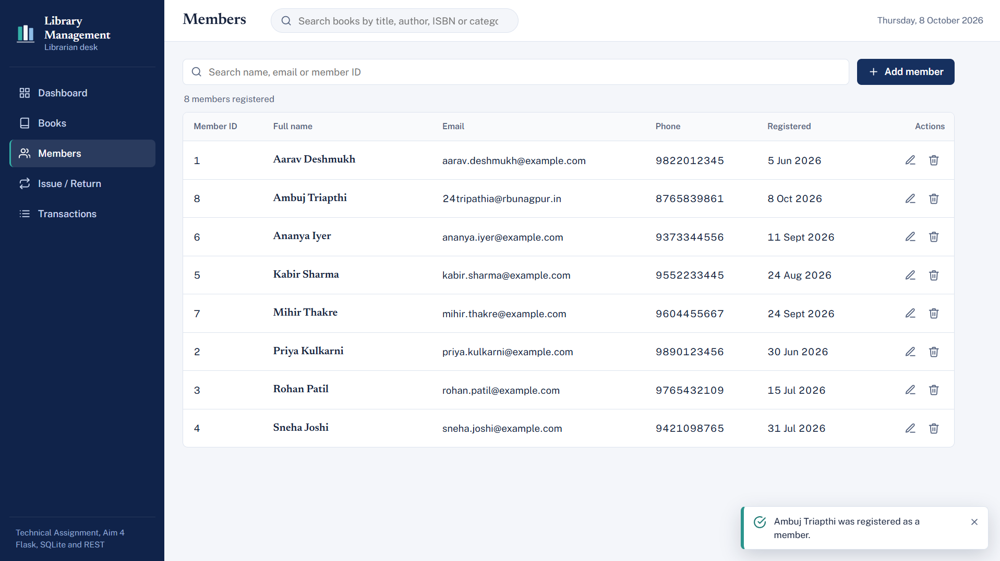 Library
Management
Librarian desk
Dashboard
Books
Members
Issue / Return
Transactions
Technical Assignment, Aim 4
Flask, SQLite and REST
Members
Search books by title, author, ISBN or catego
Thursday, 8 October 2026
Search name, email or member ID
Add member
8 members registered
Member ID Full name Email Phone Registered Actions
1 Aarav Deshmukh aarav.deshmukh@example.com 9822012345 5 Jun 2026
8 Ambuj Triapthi 24tripathia@rbunagpur.in 8765839861 8 Oct 2026
6 Ananya Iyer ananya.iyer@example.com 9373344556 11 Sept 2026
5 Kabir Sharma kabir.sharma@example.com 9552233445 24 Aug 2026
7 Mihir Thakre mihir.thakre@example.com 9604455667 24 Sept 2026
2 Priya Kulkarni priya.kulkarni@example.com 9890123456 30 Jun 2026
3 Rohan Patil rohan.patil@example.com 9765432109 15 Jul 2026
4 Sneha Joshi sneha.joshi@example.com 9421098765 31 Jul 2026
Ambuj Triapthi was registered as a
member.